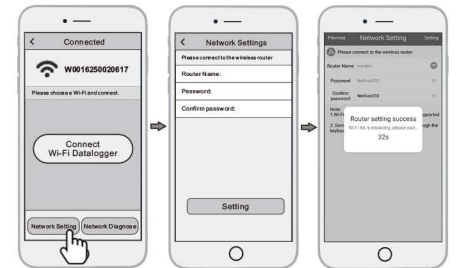 Connected
W0016250020617
Please choose a Wi-Fi and connect.
Connect
Wi-Fi Datalogger
Network Setting
Network Diagnose
Network Settings
Please connect to the wireless router
Router Name:
Password:
Confirm password:
Setting
Previous
Network Setting
Setting
Please connect to the wireless router
Router Name
Password
Confirm
password
Note:
Router setting success
Wi-Fi Kit is reloading, please wait.
32s